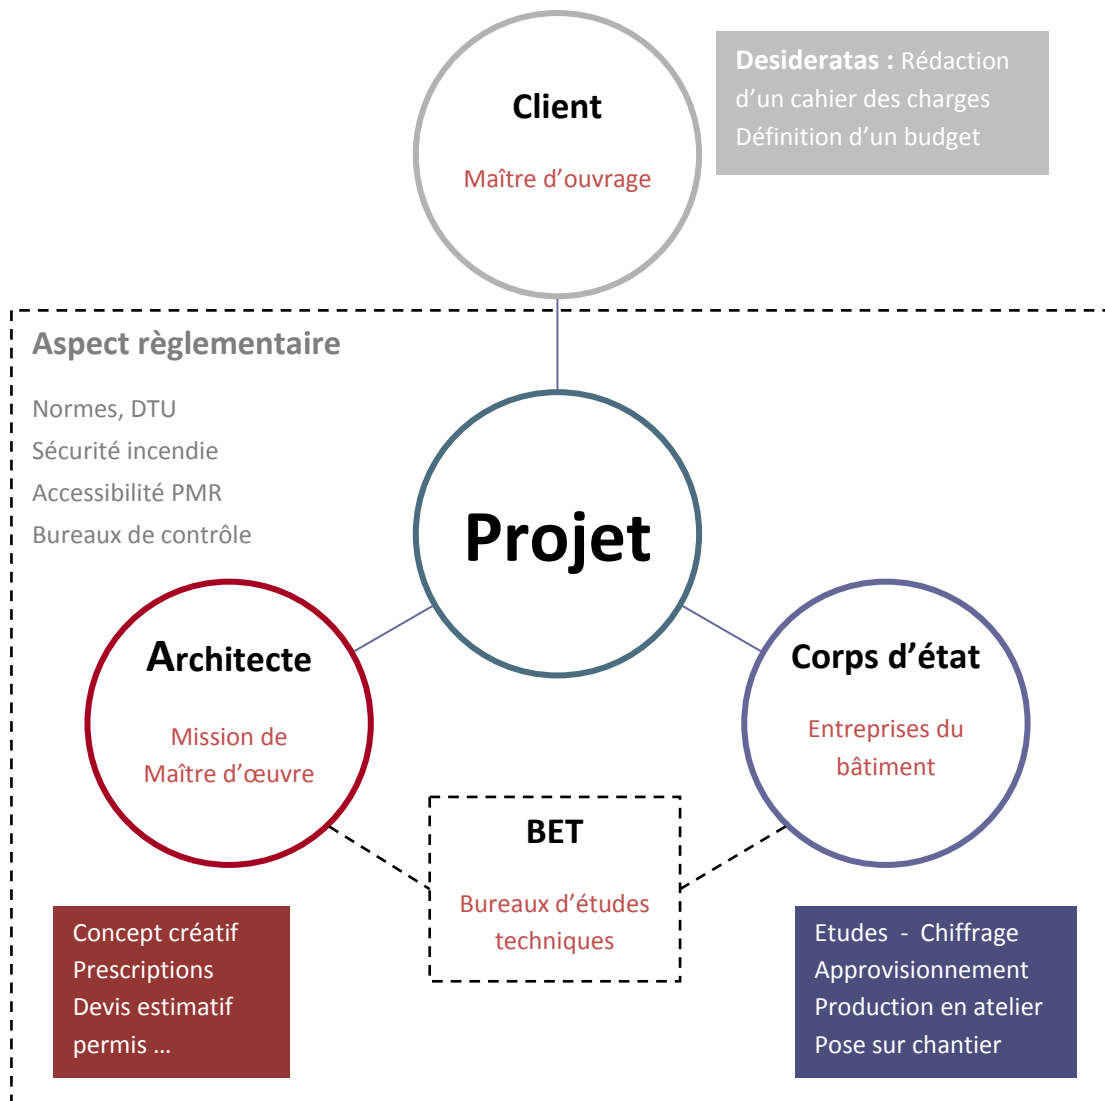 Client
Maître d'ouvrage
Desideratas : Rédaction
d'un cahier des charges
Définition d'un budget
Aspect règlementaire
Normes, DTU
Sécurité incendie
Accessibilité PMR
Bureaux de contrôle
Projet
Architecte
Mission de
Maître d'œuvre
Corps d'état
Entreprises du
bâtiment
BET
Bureaux d'études
techniques
Concept créatif
Prescriptions
Devis estimatif
permis ...
Etudes - Chiffrage
Approvisionnement
Production en atelier
Pose sur chantier